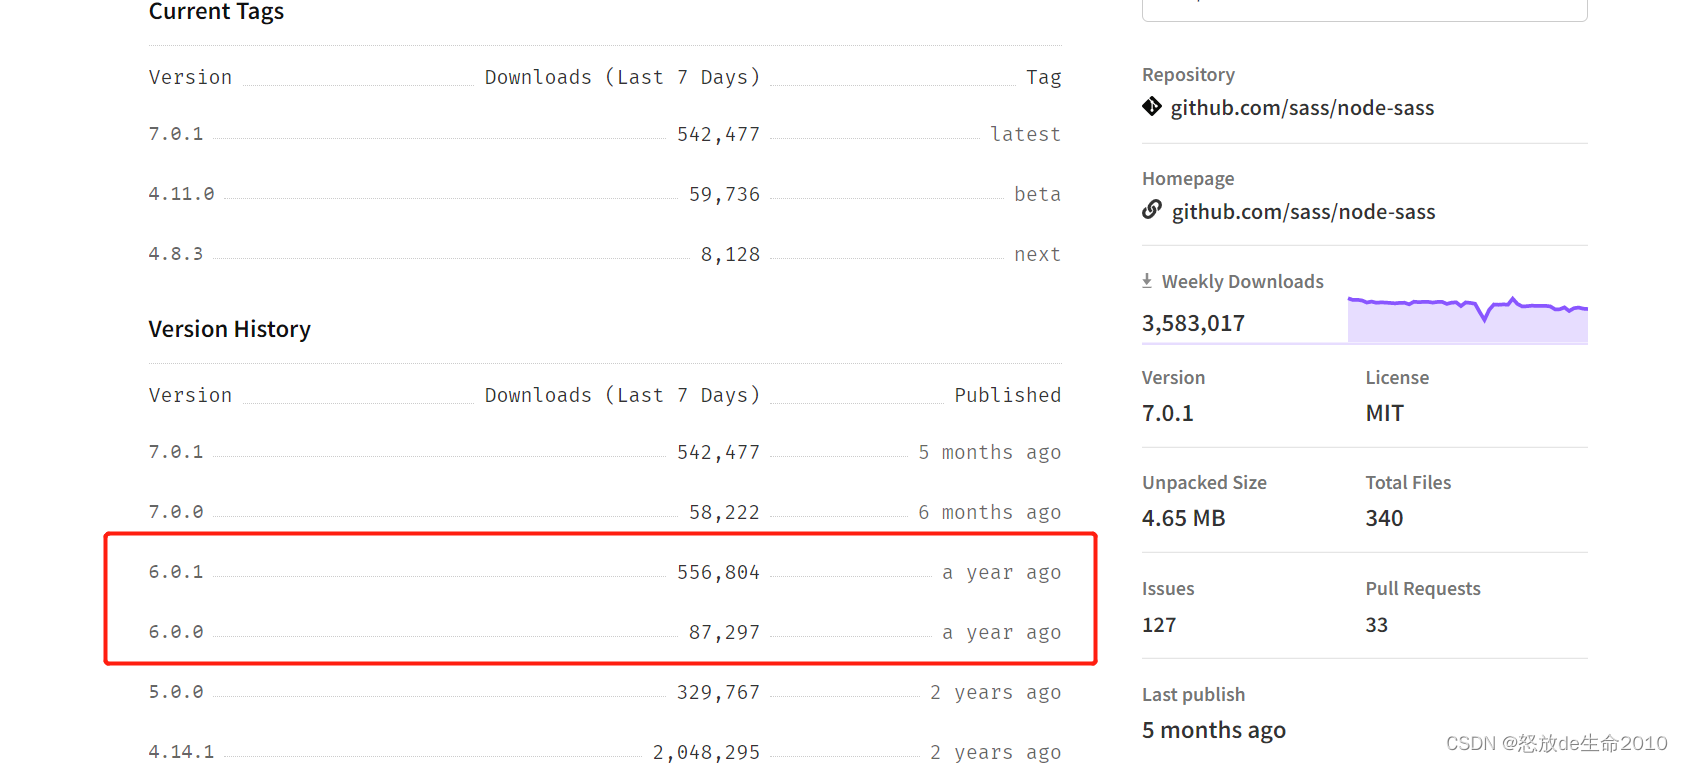 Current Tags
Version Downloads (Last 7 Days) Tag
7.0.1 542,477 latest
4.11.0 59,736 beta
4.8.3 8,128 next
Version History
Version Downloads (Last 7 Days) Published
7.0.1 542,477 5 months ago
7.0.0 58,222 6 months ago
6.0.1 556,804 a year ago
6.0.0 87,297 a year ago
5.0.0 329,767 2 years ago
4.14.1 2,048,295 2 years ago
Repository
github.com/sass/node-sass
Homepage
github.com/sass/node-sass
Weekly Downloads
3,583,017
Version License
7.0.1 MIT
Unpacked Size Total Files
4.65 MB 340
Issues Pull Requests
127 33
Last publish
5 months ago
CSDN @怒放de生命2010